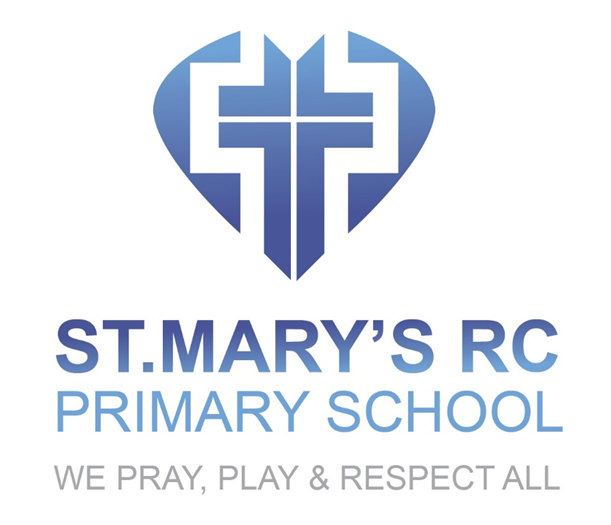 ST.MARY’S RC
PRIMARY SCHOOL
WE PRAY, PLAY & RESPECT ALL